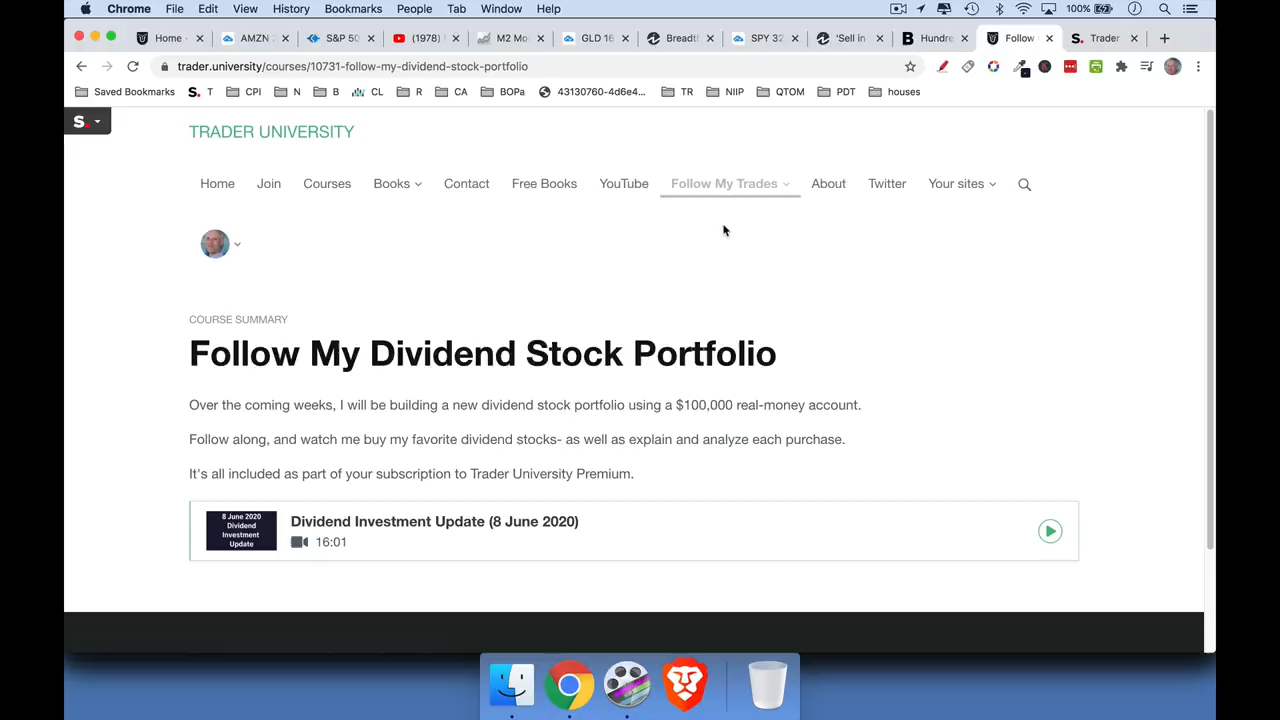 Chrome File Edit View History Bookmarks People Tab Window Help 100%
Home AMZN S&P 50 (1978) M2 Mo GLD 16 Breadt SPY 32 'Sell in Hundre Follow Trader
trader.university/courses/10731-follow-my-dividend-stock-portfolio
Saved Bookmarks T CPI N B CL R CA BOPa 43130760-4d6e4... TR NIIP QTOM PDT houses
S.
TRADER UNIVERSITY
Home Join Courses Books Contact Free Books YouTube Follow My Trades About Twitter Your sites
COURSE SUMMARY
Follow My Dividend Stock Portfolio
Over the coming weeks, I will be building a new dividend stock portfolio using a $100,000 real-money account.
Follow along, and watch me buy my favorite dividend stocks- as well as explain and analyze each purchase.
It's all included as part of your subscription to Trader University Premium.
8 June 2020
Dividend
Investment
Update
Dividend Investment Update (8 June 2020)
16:01